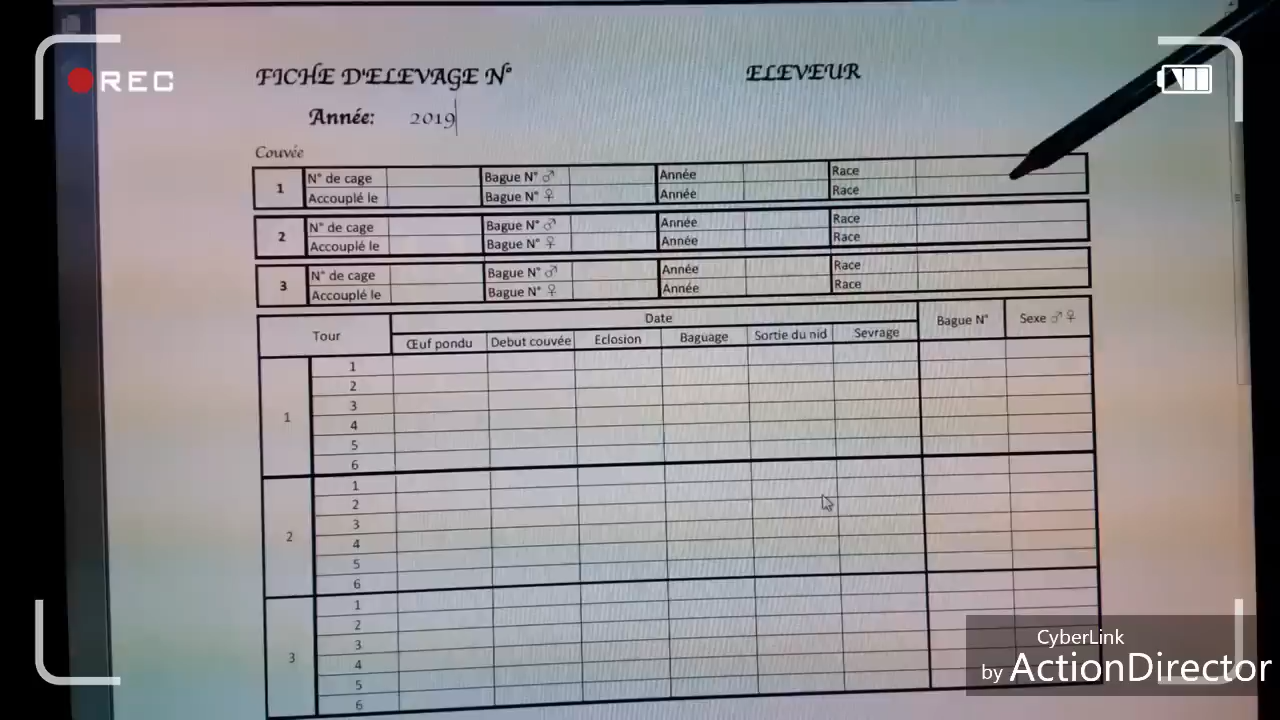 REC
FICHE D'ELEVAGE N° ELEVEUR
Année: 2019
Couvée
1 N° de cage Bague N° ♂ Année Race
Accouplé le Bague N° ♀ Année Race
2 N° de cage Bague N° ♂ Année Race
Accouplé le Bague N° ♀ Année Race
3 N° de cage Bague N° ♂ Année Race
Accouplé le Bague N° ♀ Année Race
Tour Date Bague N° Sexe ♂ ♀
Œuf pondu Debut couvée Eclosion Baguage Sortie du nid Sevrage
1
1
2
3
4
5
6
2
1
2
3
4
5
6
3
1
2
3
4
5
6
CyberLink
by ActionDirector